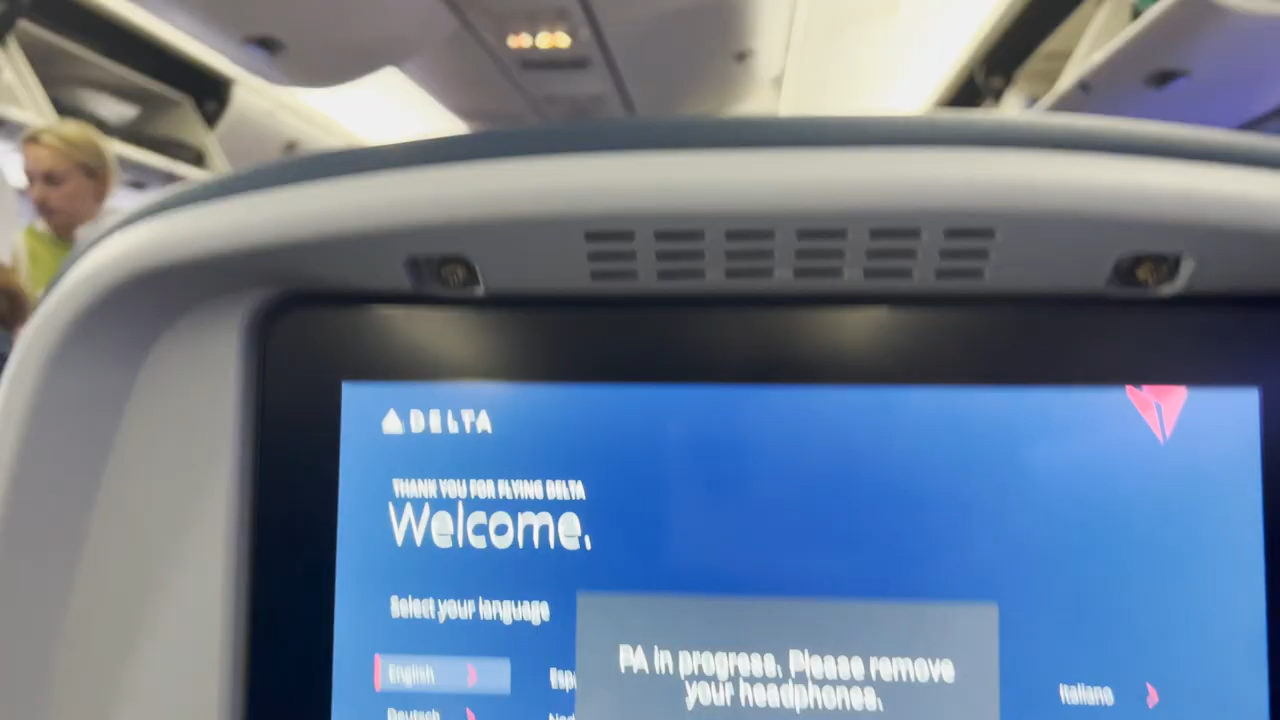 DELTA
THANK YOU FOR FLYING DELTA
Welcome.
Select your language
English
Deutsch
PA in progress. Please remove
your headphones.
Italiano